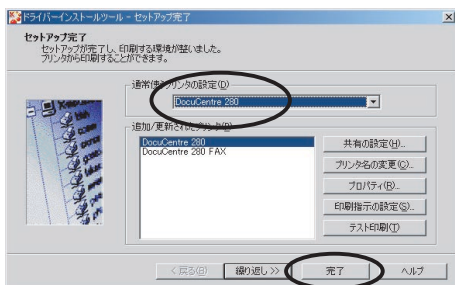 ドライバーインストールツール - セットアップ完了
セットアップ完了
セットアップが完了し、印刷する環境が整いました。
プリンタから印刷することができます。
通常使うプリンタの設定(D)
DocuCentre 280
追加/更新されたプリンタ(P)
DocuCentre 280
DocuCentre 280 FAX
共有の設定(H)...
プリンタ名の変更(C)...
プロパティ(R)...
印刷指示の設定(S)...
テスト印刷(T)
< 戻る(B)
繰り返し >>
完了
ヘルプ